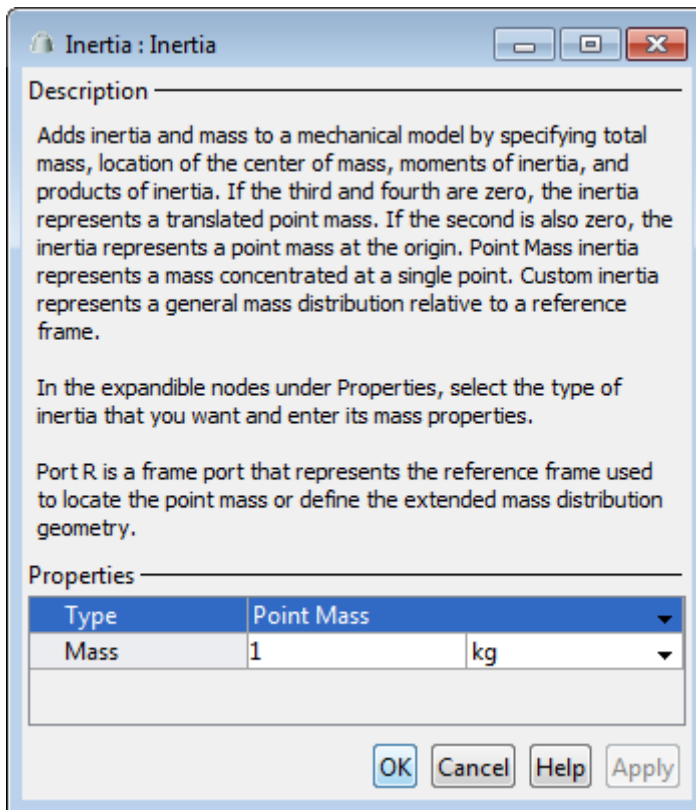 Inertia : Inertia
Description
Adds inertia and mass to a mechanical model by specifying total
mass, location of the center of mass, moments of inertia, and
products of inertia. If the third and fourth are zero, the inertia
represents a translated point mass. If the second is also zero, the
inertia represents a point mass at the origin. Point Mass inertia
represents a mass concentrated at a single point. Custom inertia
represents a general mass distribution relative to a reference
frame.
In the expandible nodes under Properties, select the type of
inertia that you want and enter its mass properties.
Port R is a frame port that represents the reference frame used
to locate the point mass or define the extended mass distribution
geometry.
Properties
Type Point Mass
Mass 1 kg
OK Cancel Help Apply